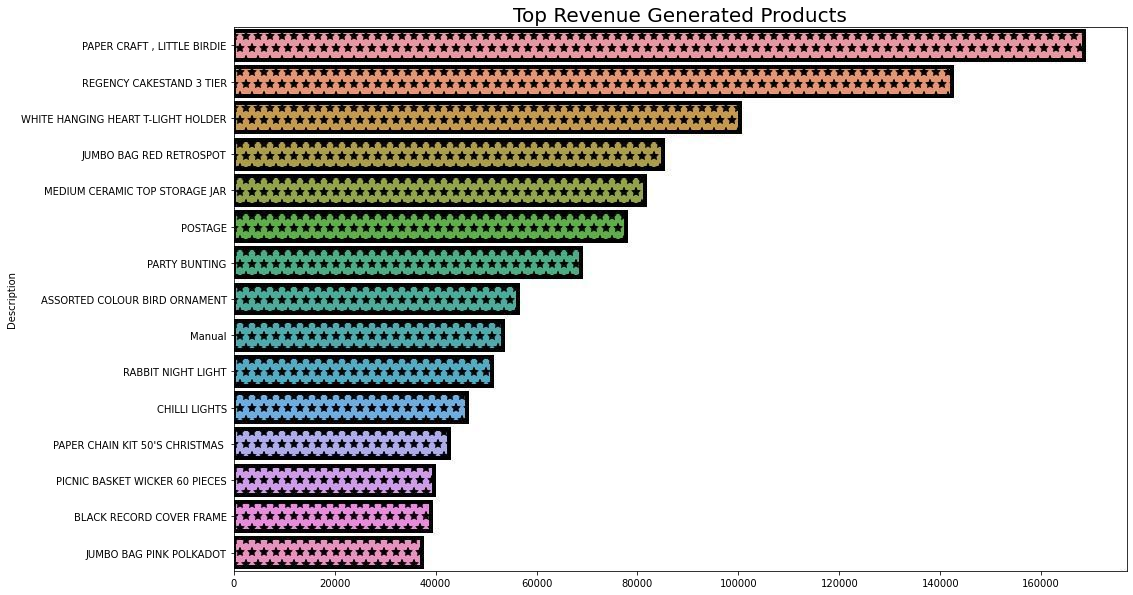 Top Revenue Generated Products
Description
PAPER CRAFT , LITTLE BIRDIE
REGENCY CAKESTAND 3 TIER
WHITE HANGING HEART T-LIGHT HOLDER
JUMBO BAG RED RETROSPOT
MEDIUM CERAMIC TOP STORAGE JAR
POSTAGE
PARTY BUNTING
ASSORTED COLOUR BIRD ORNAMENT
Manual
RABBIT NIGHT LIGHT
CHILLI LIGHTS
PAPER CHAIN KIT 50'S CHRISTMAS
PICNIC BASKET WICKER 60 PIECES
BLACK RECORD COVER FRAME
JUMBO BAG PINK POLKADOT
0 20000 40000 60000 80000 100000 120000 140000 160000